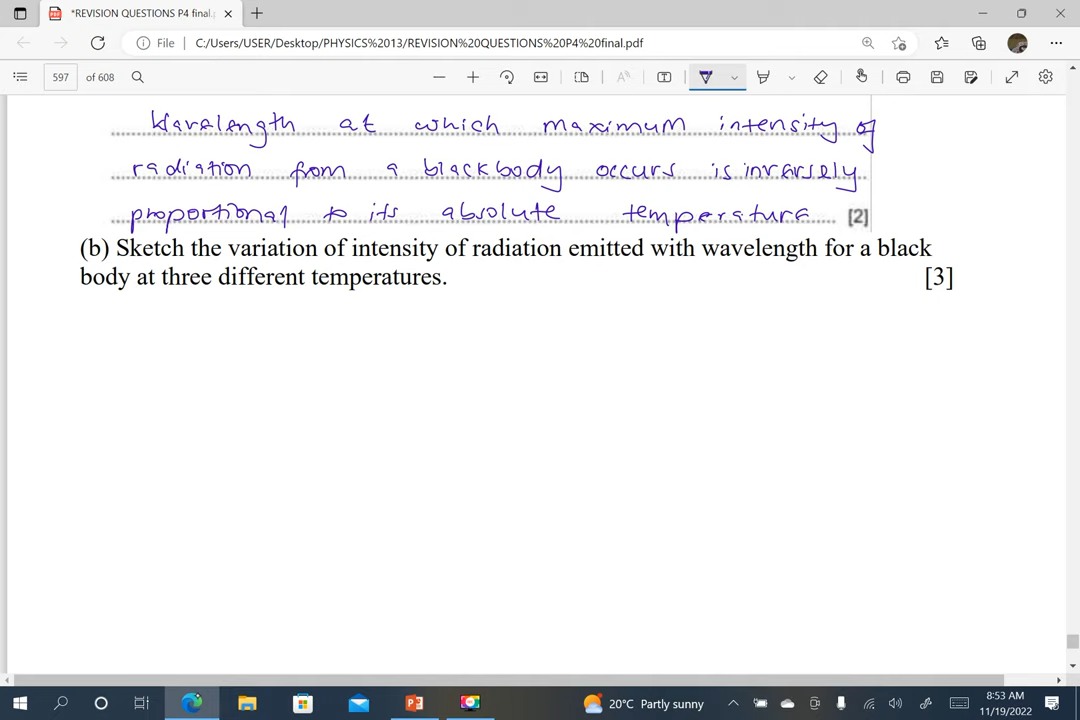 *REVISION QUESTIONS P4 final.
File C:/Users/USER/Desktop/PHYSICS%2013/REVISION%20QUESTIONS%20P4%20final.pdf
597 of 608
Wavelength at which maximum intensity of
radiation from a blackbody occurs is inversely
proportional to its absolute temperature [2]
(b) Sketch the variation of intensity of radiation emitted with wavelength for a black
body at three different temperatures. [3]
20°C Partly sunny
8:53 AM
11/19/2022